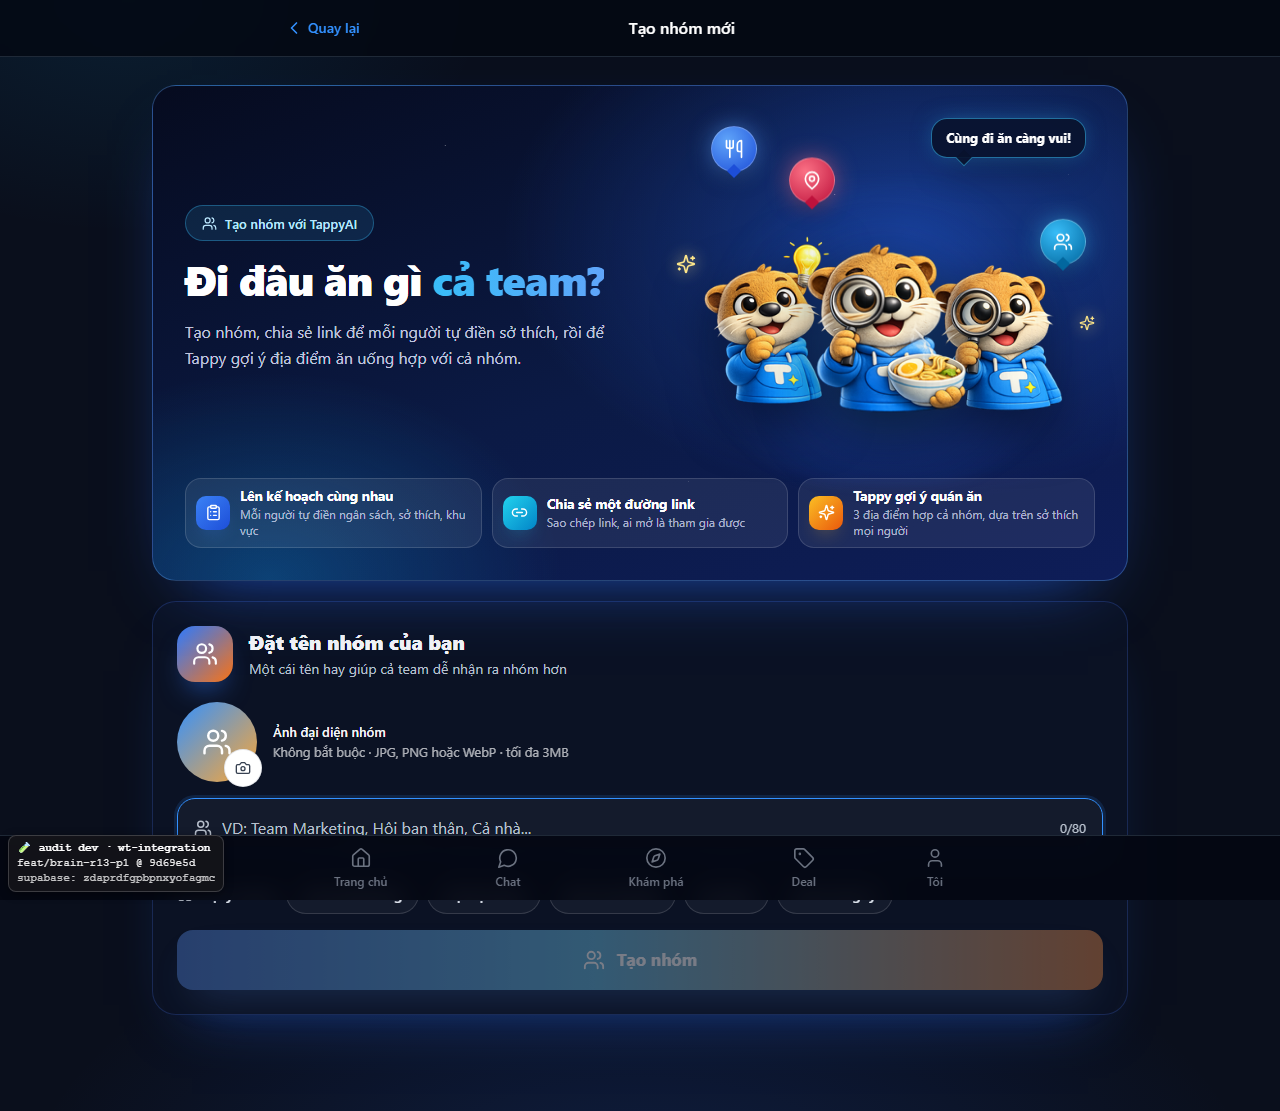 Quay lại
Tạo nhóm mới
Cùng đi ăn càng vui!
Tạo nhóm với TappyAI
Đi đâu ăn gì cả team?
Tạo nhóm, chia sẻ link để mỗi người tự điền sở thích, rồi để
Tappy gợi ý địa điểm ăn uống hợp với cả nhóm.
T
T
T
Lên kế hoạch cùng nhau
Mỗi người tự điền ngân sách, sở thích, khu
vực
Chia sẻ một đường link
Sao chép link, ai mở là tham gia được
Tappy gợi ý quán ăn
3 địa điểm hợp cả nhóm, dựa trên sở thích
mọi người
Đặt tên nhóm của bạn
Một cái tên hay giúp cả team dễ nhận ra nhóm hơn
Ảnh đại diện nhóm
Không bắt buộc · JPG, PNG hoặc WebP · tối đa 3MB
VD: Team Marketing, Hội bạn thân, Cả nhà...
0/80
audit dev · wt-integration
feat/brain-r13-p1 @ 9d69e5d
supabase: zdaprdfgpbpnxyofagmc
Trang chủ
Chat
Khám phá
Deal
Tôi
Tạo nhóm